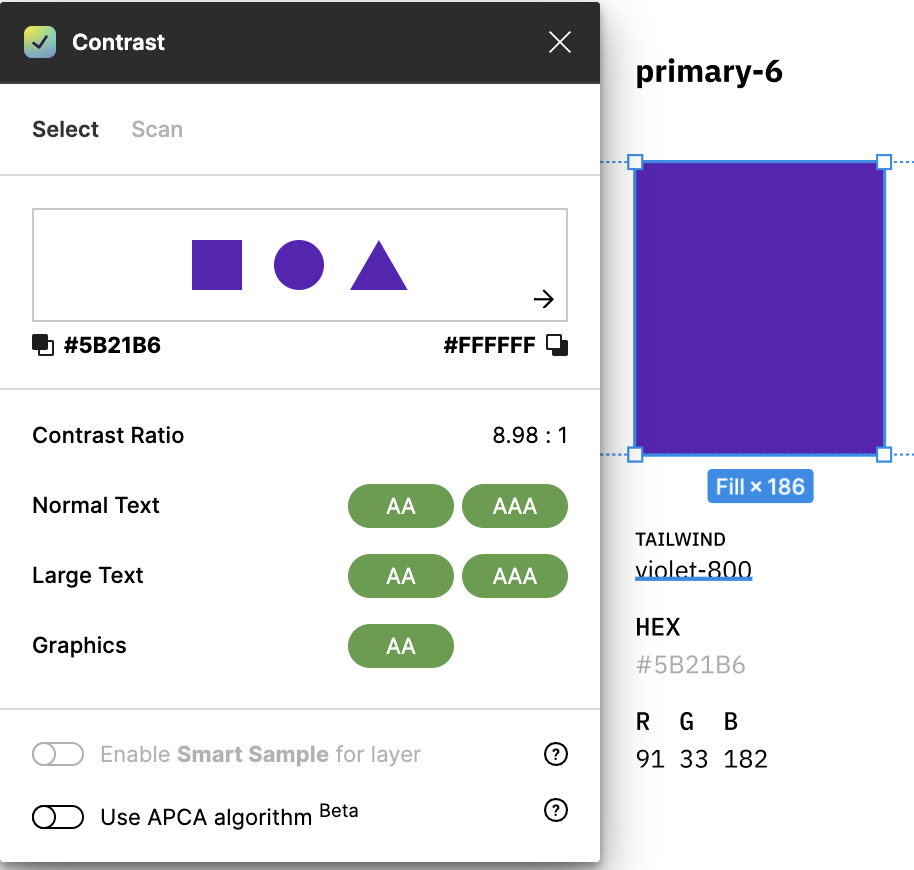 Contrast
Select Scan
#5B21B6 #FFFFFF
Contrast Ratio 8.98 : 1
Normal Text AA AAA
Large Text AA AAA
Graphics AA
Enable Smart Sample for layer ?
Use APCA algorithm Beta ?
primary-6
Fill × 186
TAILWIND
violet-800
HEX
#5B21B6
R G B
91 33 182